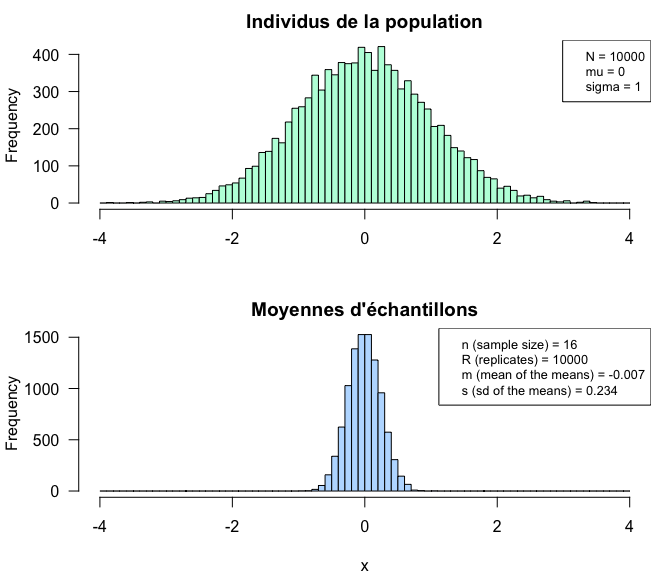 Individus de la population
N = 10000
mu = 0
sigma = 1
Frequency
400
300
200
100
0
-4 -2 0 2 4
Moyennes d'échantillons
n (sample size) = 16
R (replicates) = 10000
m (mean of the means) = -0.007
s (sd of the means) = 0.234
Frequency
1500
1000
500
0
-4 -2 0 2 4
x